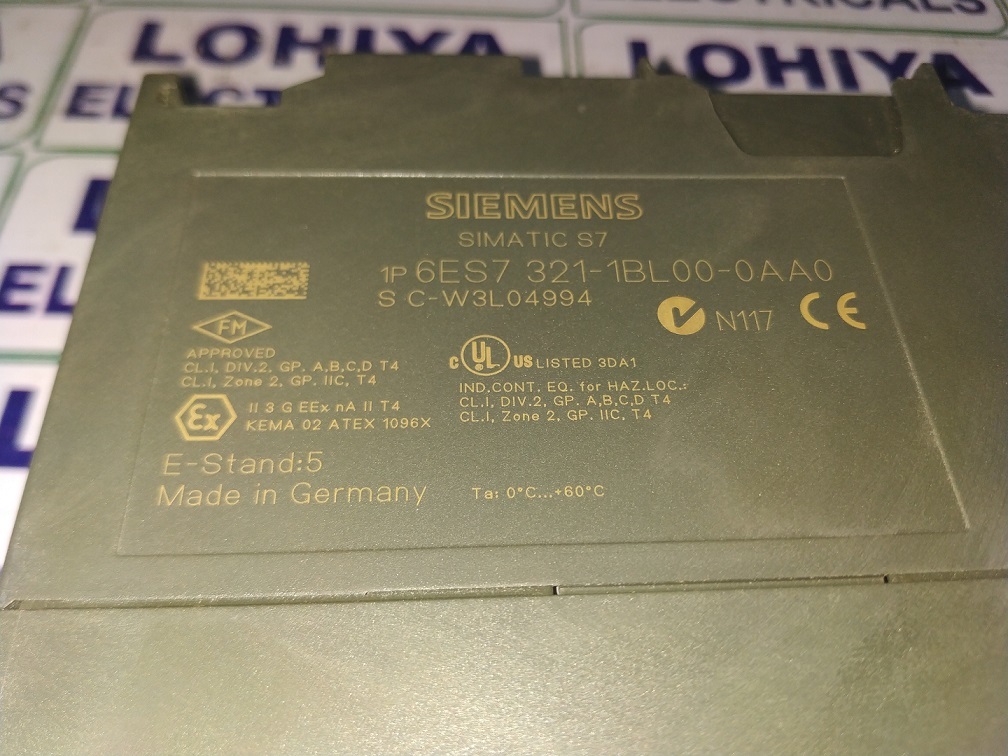 ELECTRICALS
LOHIYA
LOHIYA
SIEMENS
SIMATIC S7
1P 6ES7 321-1BL00-0AA0
S C-W3L04994
N117
CE
FM
APPROVED
CL.I, DIV.2, GP. A,B,C,D T4
CL.I, Zone 2, GP. IIC, T4
c UL US LISTED 3DA1
IND.CONT. EQ. for HAZ.LOC.:
CL.I, DIV.2, GP. A,B,C,D T4
CL.I, Zone 2, GP. IIC, T4
Ex II 3 G EEx nA II T4
KEMA 02 ATEX 1096X
E-Stand:5
Made in Germany
Ta: 0°C...+60°C